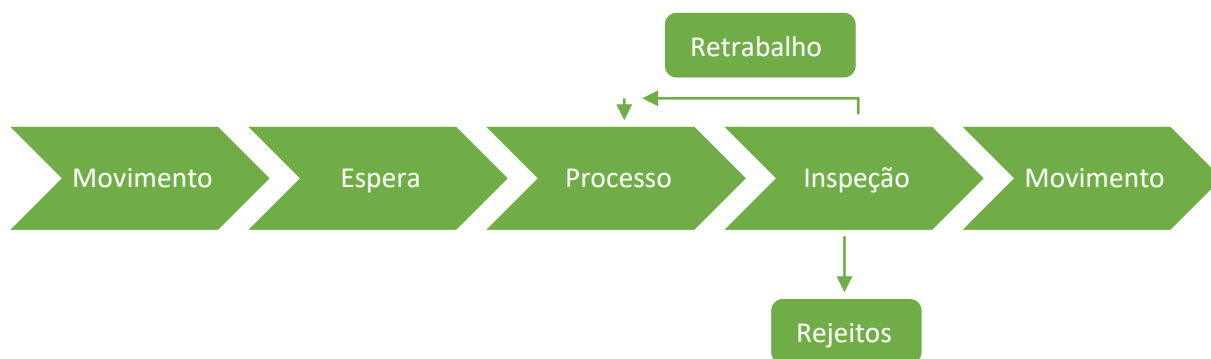 Retrabalho
Movimento
Espera
Processo
Inspeção
Movimento
Rejeitos